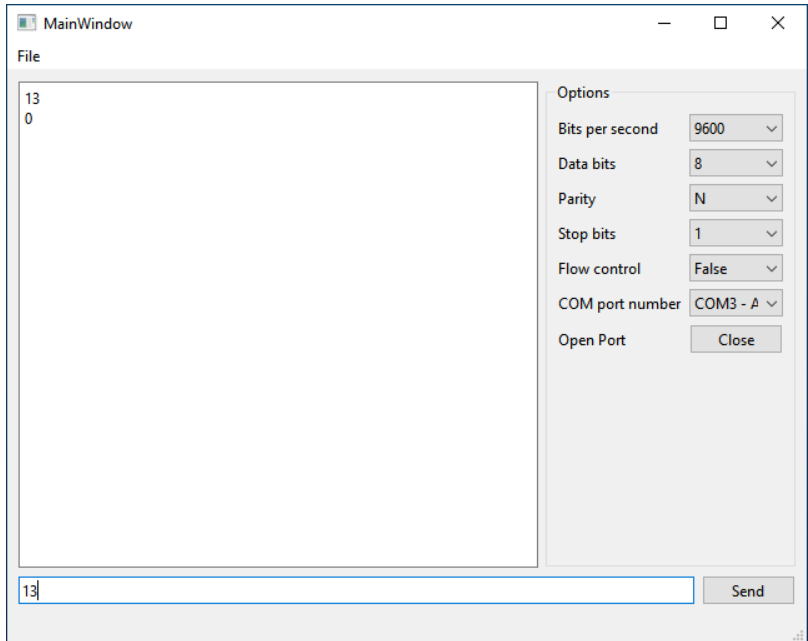 MainWindow
File
13
0
Options
Bits per second 9600
Data bits 8
Parity N
Stop bits 1
Flow control False
COM port number COM3 - A
Open Port Close
13
Send